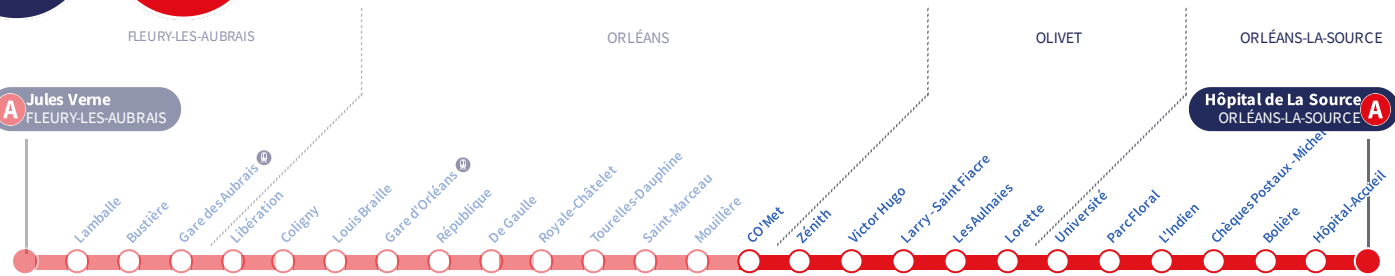 FLEURY-LES-AUBRAIS
ORLÉANS
OLIVET
ORLÉANS-LA-SOURCE
A
Jules Verne
FLEURY-LES-AUBRAIS
Hôpital de La Source
ORLÉANS-LA-SOURCE
A
Lamballe
Bustière
Gare des Aubrais
Libération
Coligny
Louis Braille
Gare d'Orléans
République
De Gaulle
Royale-Châtelet
Tourelles-Dauphine
Saint-Marceau
Mouillère
CO'Met
Zénith
Victor Hugo
Larry - Saint Fiacre
Les Aulnaies
Lorette
Université
Parc Floral
L'Indien
Chèques Postaux - Michel
Bolière
Hôpital-Accueil